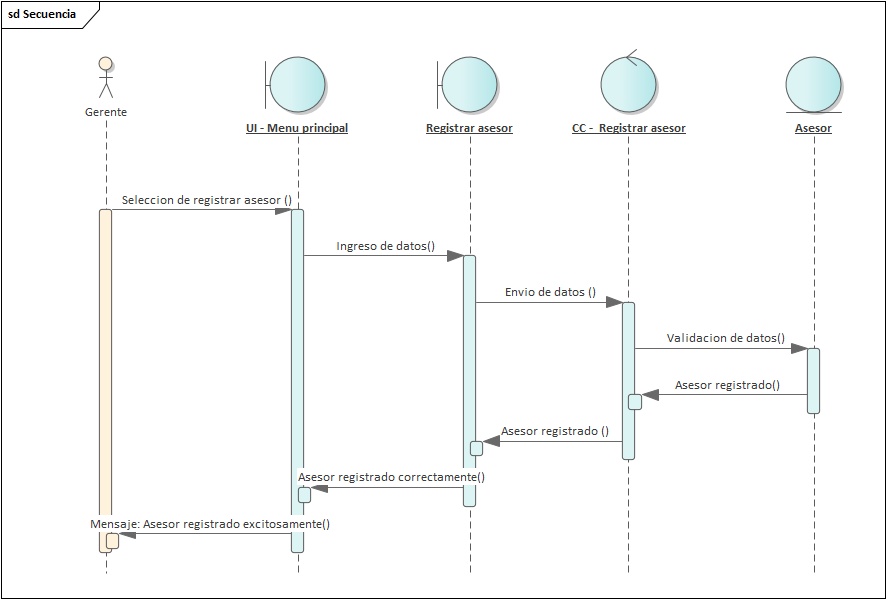 sd Secuencia
Gerente
UI - Menu principal
Registrar asesor
CC - Registrar asesor
Asesor
Seleccion de registrar asesor ()
Ingreso de datos()
Envio de datos ()
Validacion de datos()
Asesor registrado()
Asesor registrado ()
Asesor registrado correctamente()
Mensaje: Asesor registrado excitosamente()